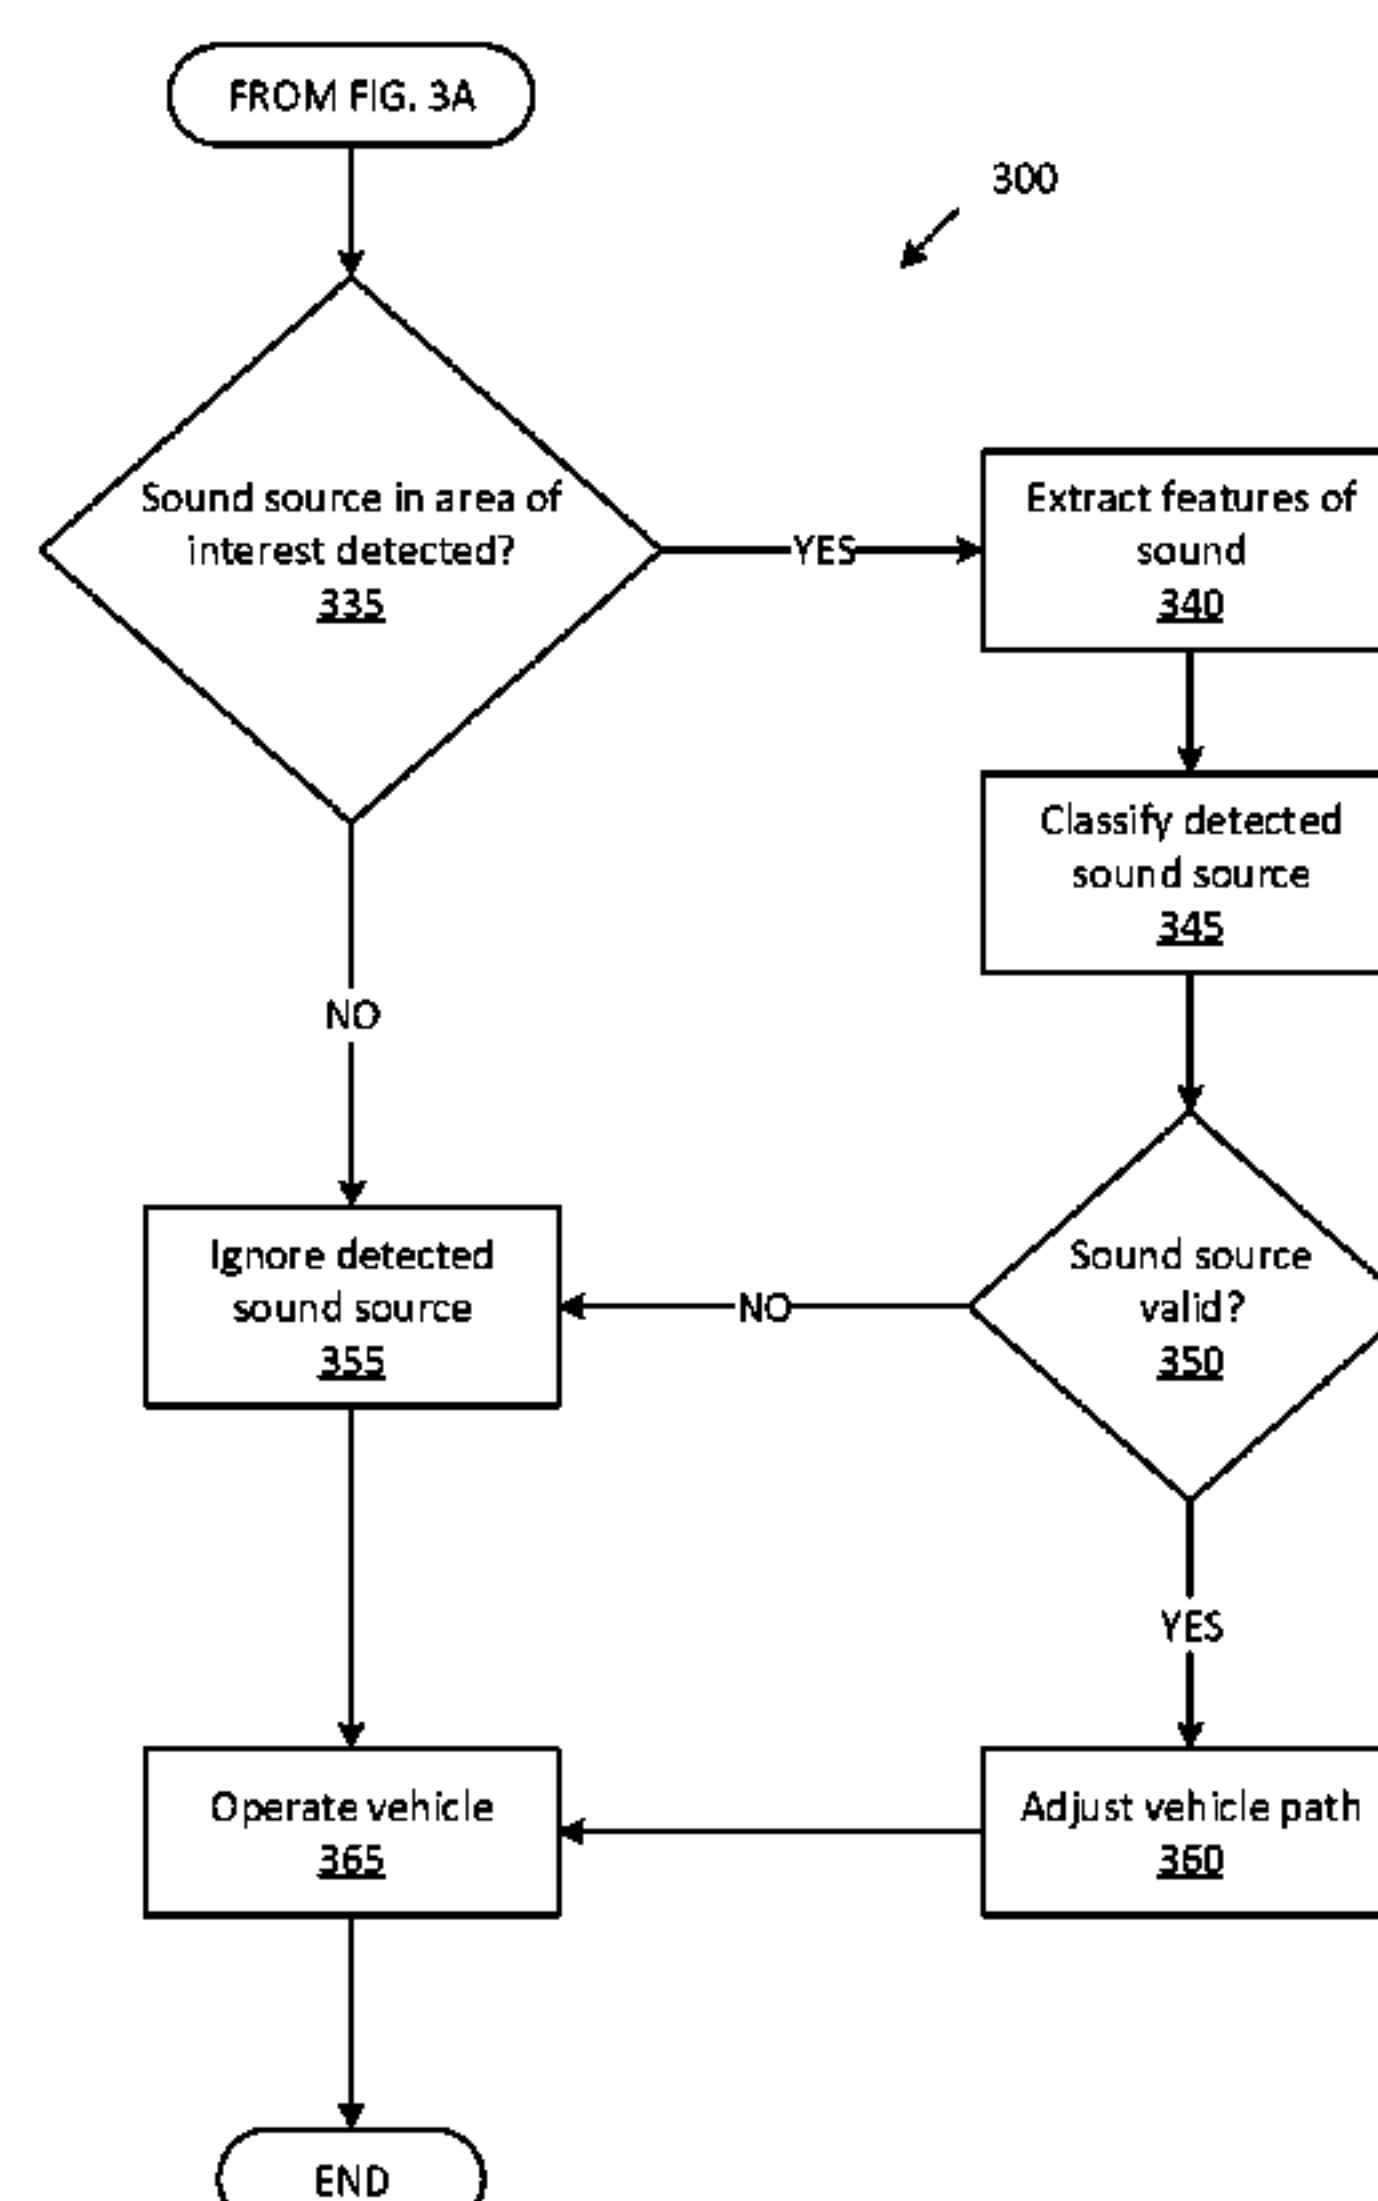 FROM FIG. 3A
300
Sound source in area of
interest detected?
335
YES
Extract features of
sound
340
Classify detected
sound source
345
NO
Ignore detected
sound source
355
NO
Sound source
valid?
350
YES
Operate vehicle
365
Adjust vehicle path
360
END